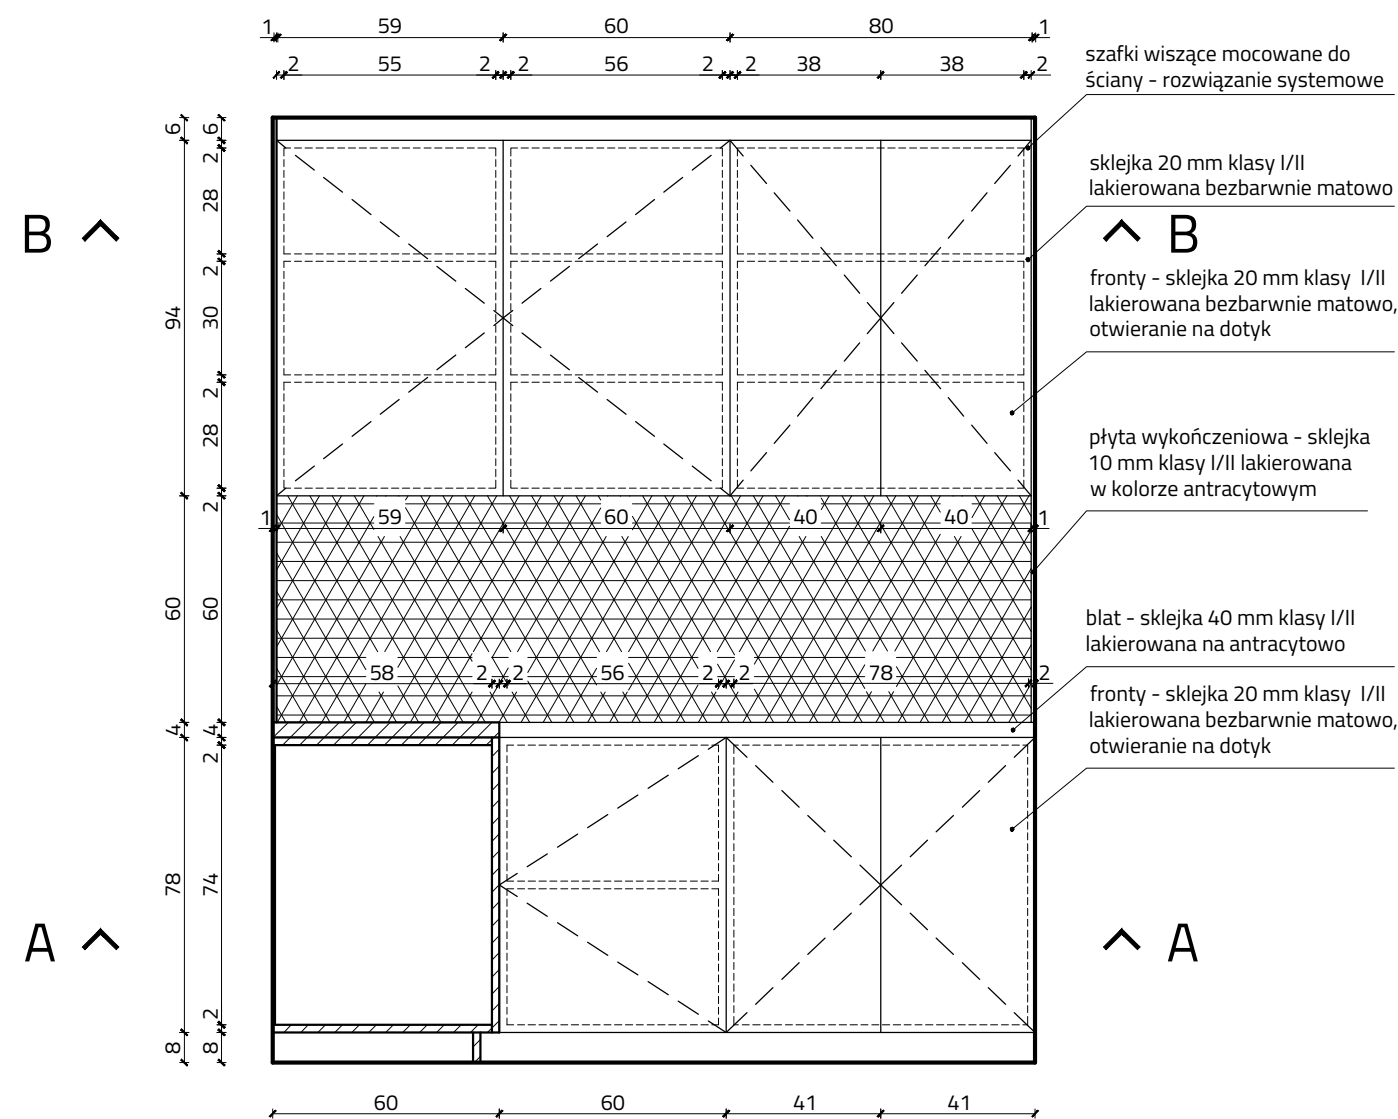 1 59 60 80 1
2 55 2 2 56 2 2 38 38 2
szafki wiszące mocowane do
ściany - rozwiązanie systemowe
6 6
2
sklejka 20 mm klasy I/II
lakierowana bezbarwnie matowo
28
B B
2
fronty - sklejka 20 mm klasy I/II
lakierowana bezbarwnie matowo,
otwieranie na dotyk
94 30
2
28
płyta wykończeniowa - sklejka
10 mm klasy I/II lakierowana
w kolorze antracytowym
2
1 59 60 40 40 1
60 60
blat - sklejka 40 mm klasy I/II
lakierowana na antracytowo
58 2 2 56 2 2 78 2
fronty - sklejka 20 mm klasy I/II
lakierowana bezbarwnie matowo,
otwieranie na dotyk
4 4
2
78 74
A A
2
8 8
60 60 41 41